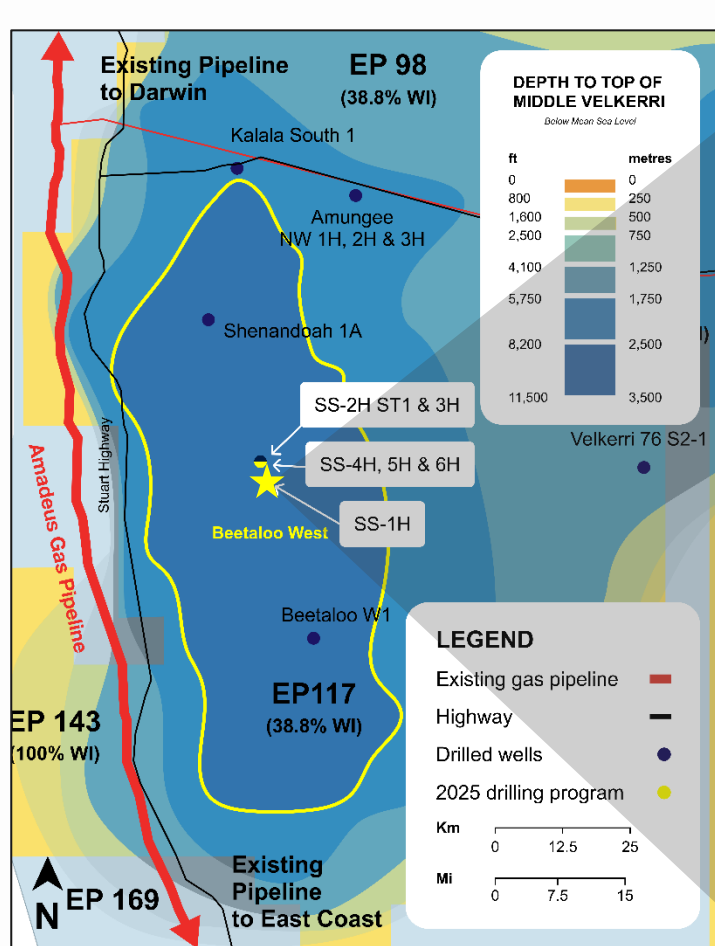 Existing Pipeline
to Darwin
EP 98
(38.8% WI)
Kalala South 1
Amungee
NW 1H, 2H & 3H
Shenandoah 1A
DEPTH TO TOP OF
MIDDLE VELKERRI
Below Mean Sea Level
ft metres
0 0
800 250
1,600 500
2,500 750
4,100 1,250
5,750 1,750
8,200 2,500
11,500 3,500
SS-2H ST1 & 3H
SS-4H, 5H & 6H
SS-1H
Velkerri 76 S2-1
Stuart Highway
Amadeus Gas Pipeline
Beetaloo West
Beetaloo W1
EP117
(38.8% WI)
EP 143
(100% WI)
LEGEND
Existing gas pipeline
Highway
Drilled wells
2025 drilling program
Km
0 12.5 25
Mi
0 7.5 15
Existing
Pipeline
to East Coast
N
EP 169